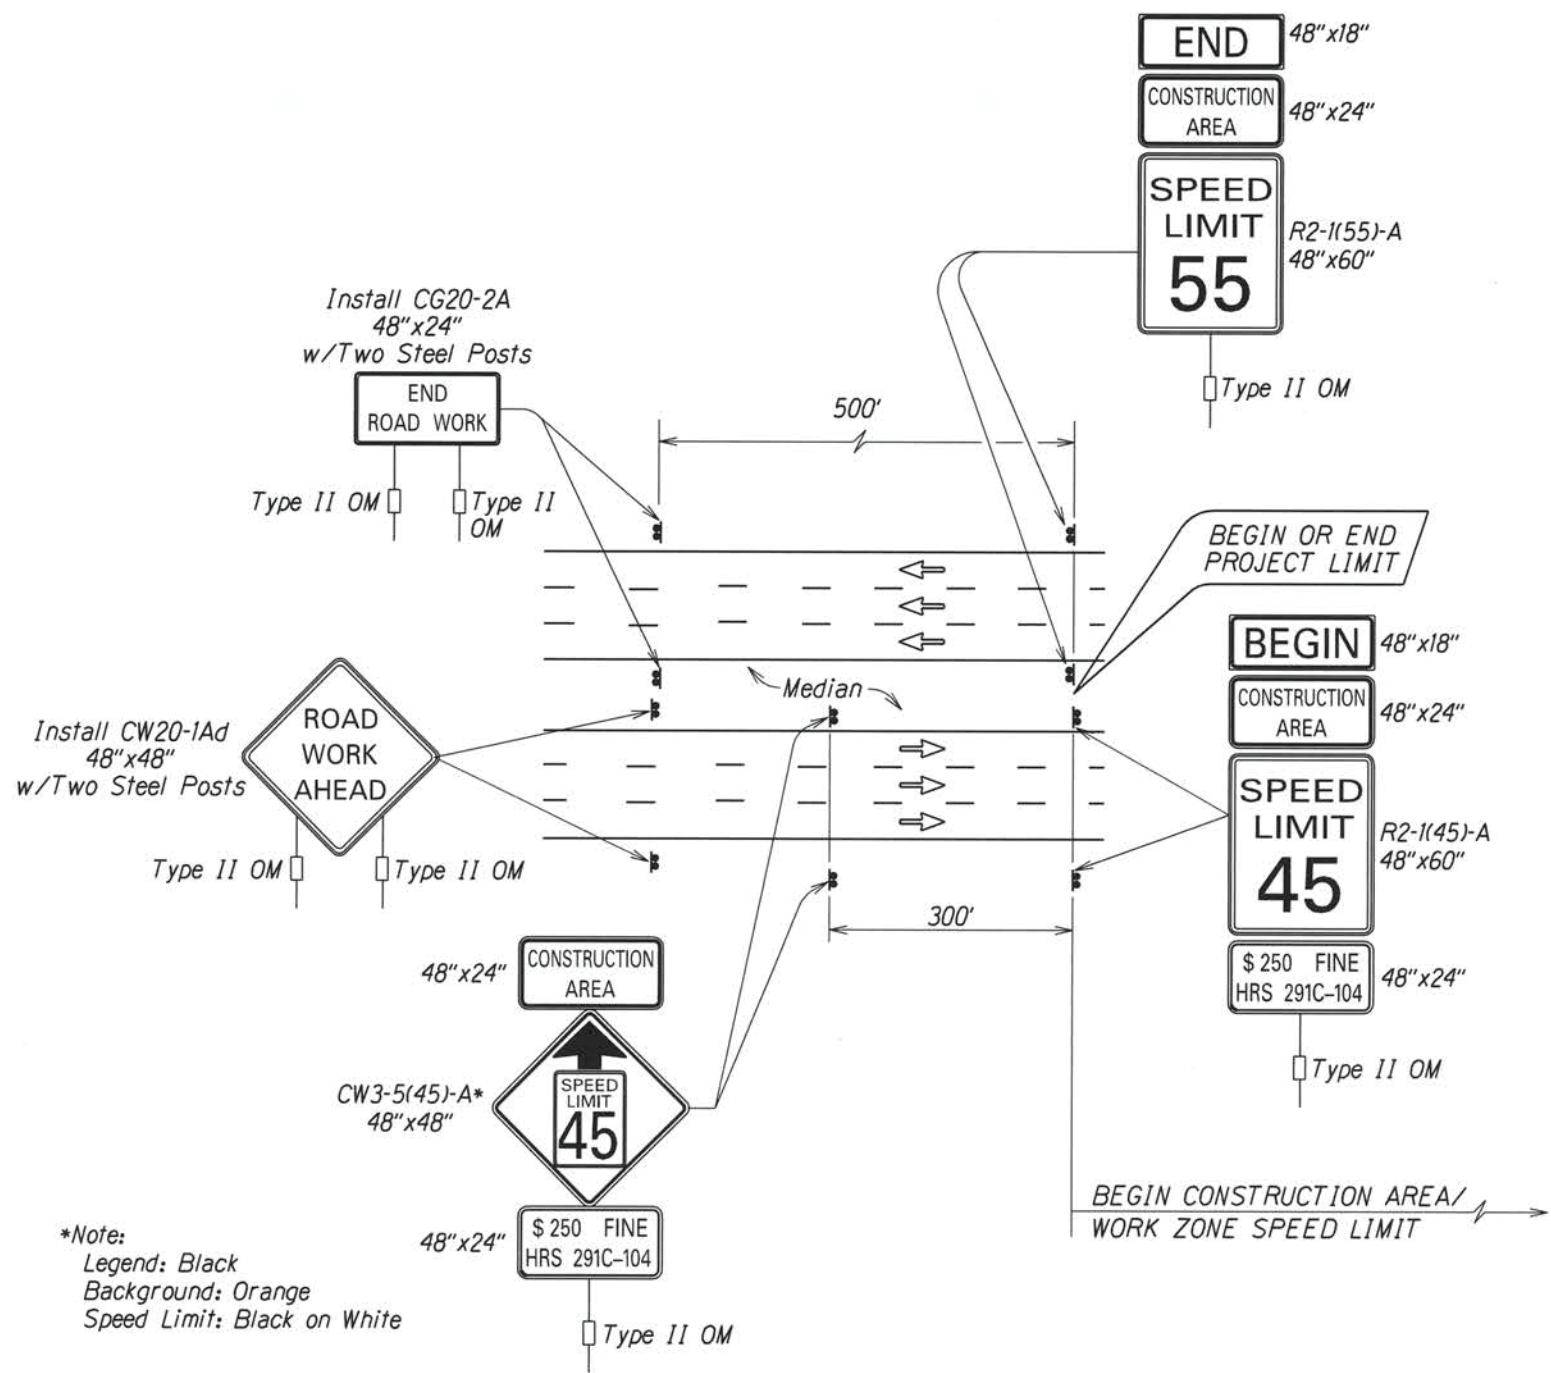 END
48"x18"
CONSTRUCTION
AREA
48"x24"
SPEED
LIMIT
55
R2-1(55)-A
48"x60"
Type II OM
Install CG20-2A
48"x24"
w/Two Steel Posts
END
ROAD WORK
Type II OM
Type II
OM
500'
BEGIN OR END
PROJECT LIMIT
Median
Install CW20-1Ad
48"x48"
w/Two Steel Posts
ROAD
WORK
AHEAD
Type II OM
Type II OM
BEGIN
48"x18"
CONSTRUCTION
AREA
48"x24"
SPEED
LIMIT
45
R2-1(45)-A
48"x60"
$ 250 FINE
HRS 291C–104
48"x24"
Type II OM
300'
CONSTRUCTION
AREA
48"x24"
SPEED
LIMIT
45
CW3-5(45)-A*
48"x48"
$ 250 FINE
HRS 291C–104
48"x24"
Type II OM
BEGIN CONSTRUCTION AREA/
WORK ZONE SPEED LIMIT
*Note:
Legend: Black
Background: Orange
Speed Limit: Black on White